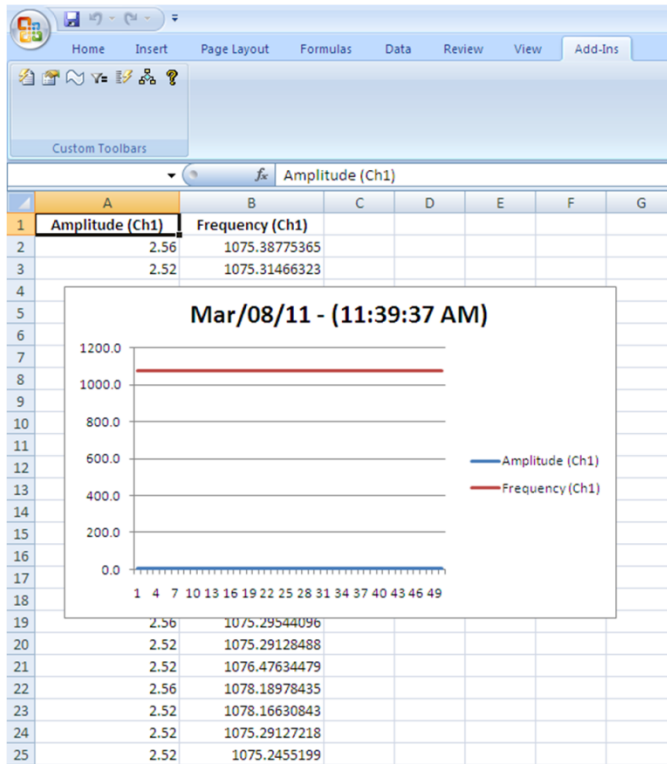 Home Insert Page Layout Formulas Data Review View Add-Ins
Custom Toolbars
fx Amplitude (Ch1)
A B C D E F G
1 Amplitude (Ch1) Frequency (Ch1)
2 2.56 1075.38775365
3 2.52 1075.31466323
4
5
6
7
8
9
10
11
12
13
14
15
16
17
18
Mar/08/11 - (11:39:37 AM)
1200.0
1000.0
800.0
600.0
400.0
200.0
0.0
1 4 7 10 13 16 19 22 25 28 31 34 37 40 43 46 49
Amplitude (Ch1)
Frequency (Ch1)
19 2.56 1075.29544096
20 2.52 1075.29128488
21 2.52 1076.47634479
22 2.56 1078.18978435
23 2.52 1078.16630843
24 2.52 1075.29127218
25 2.52 1075.2455199